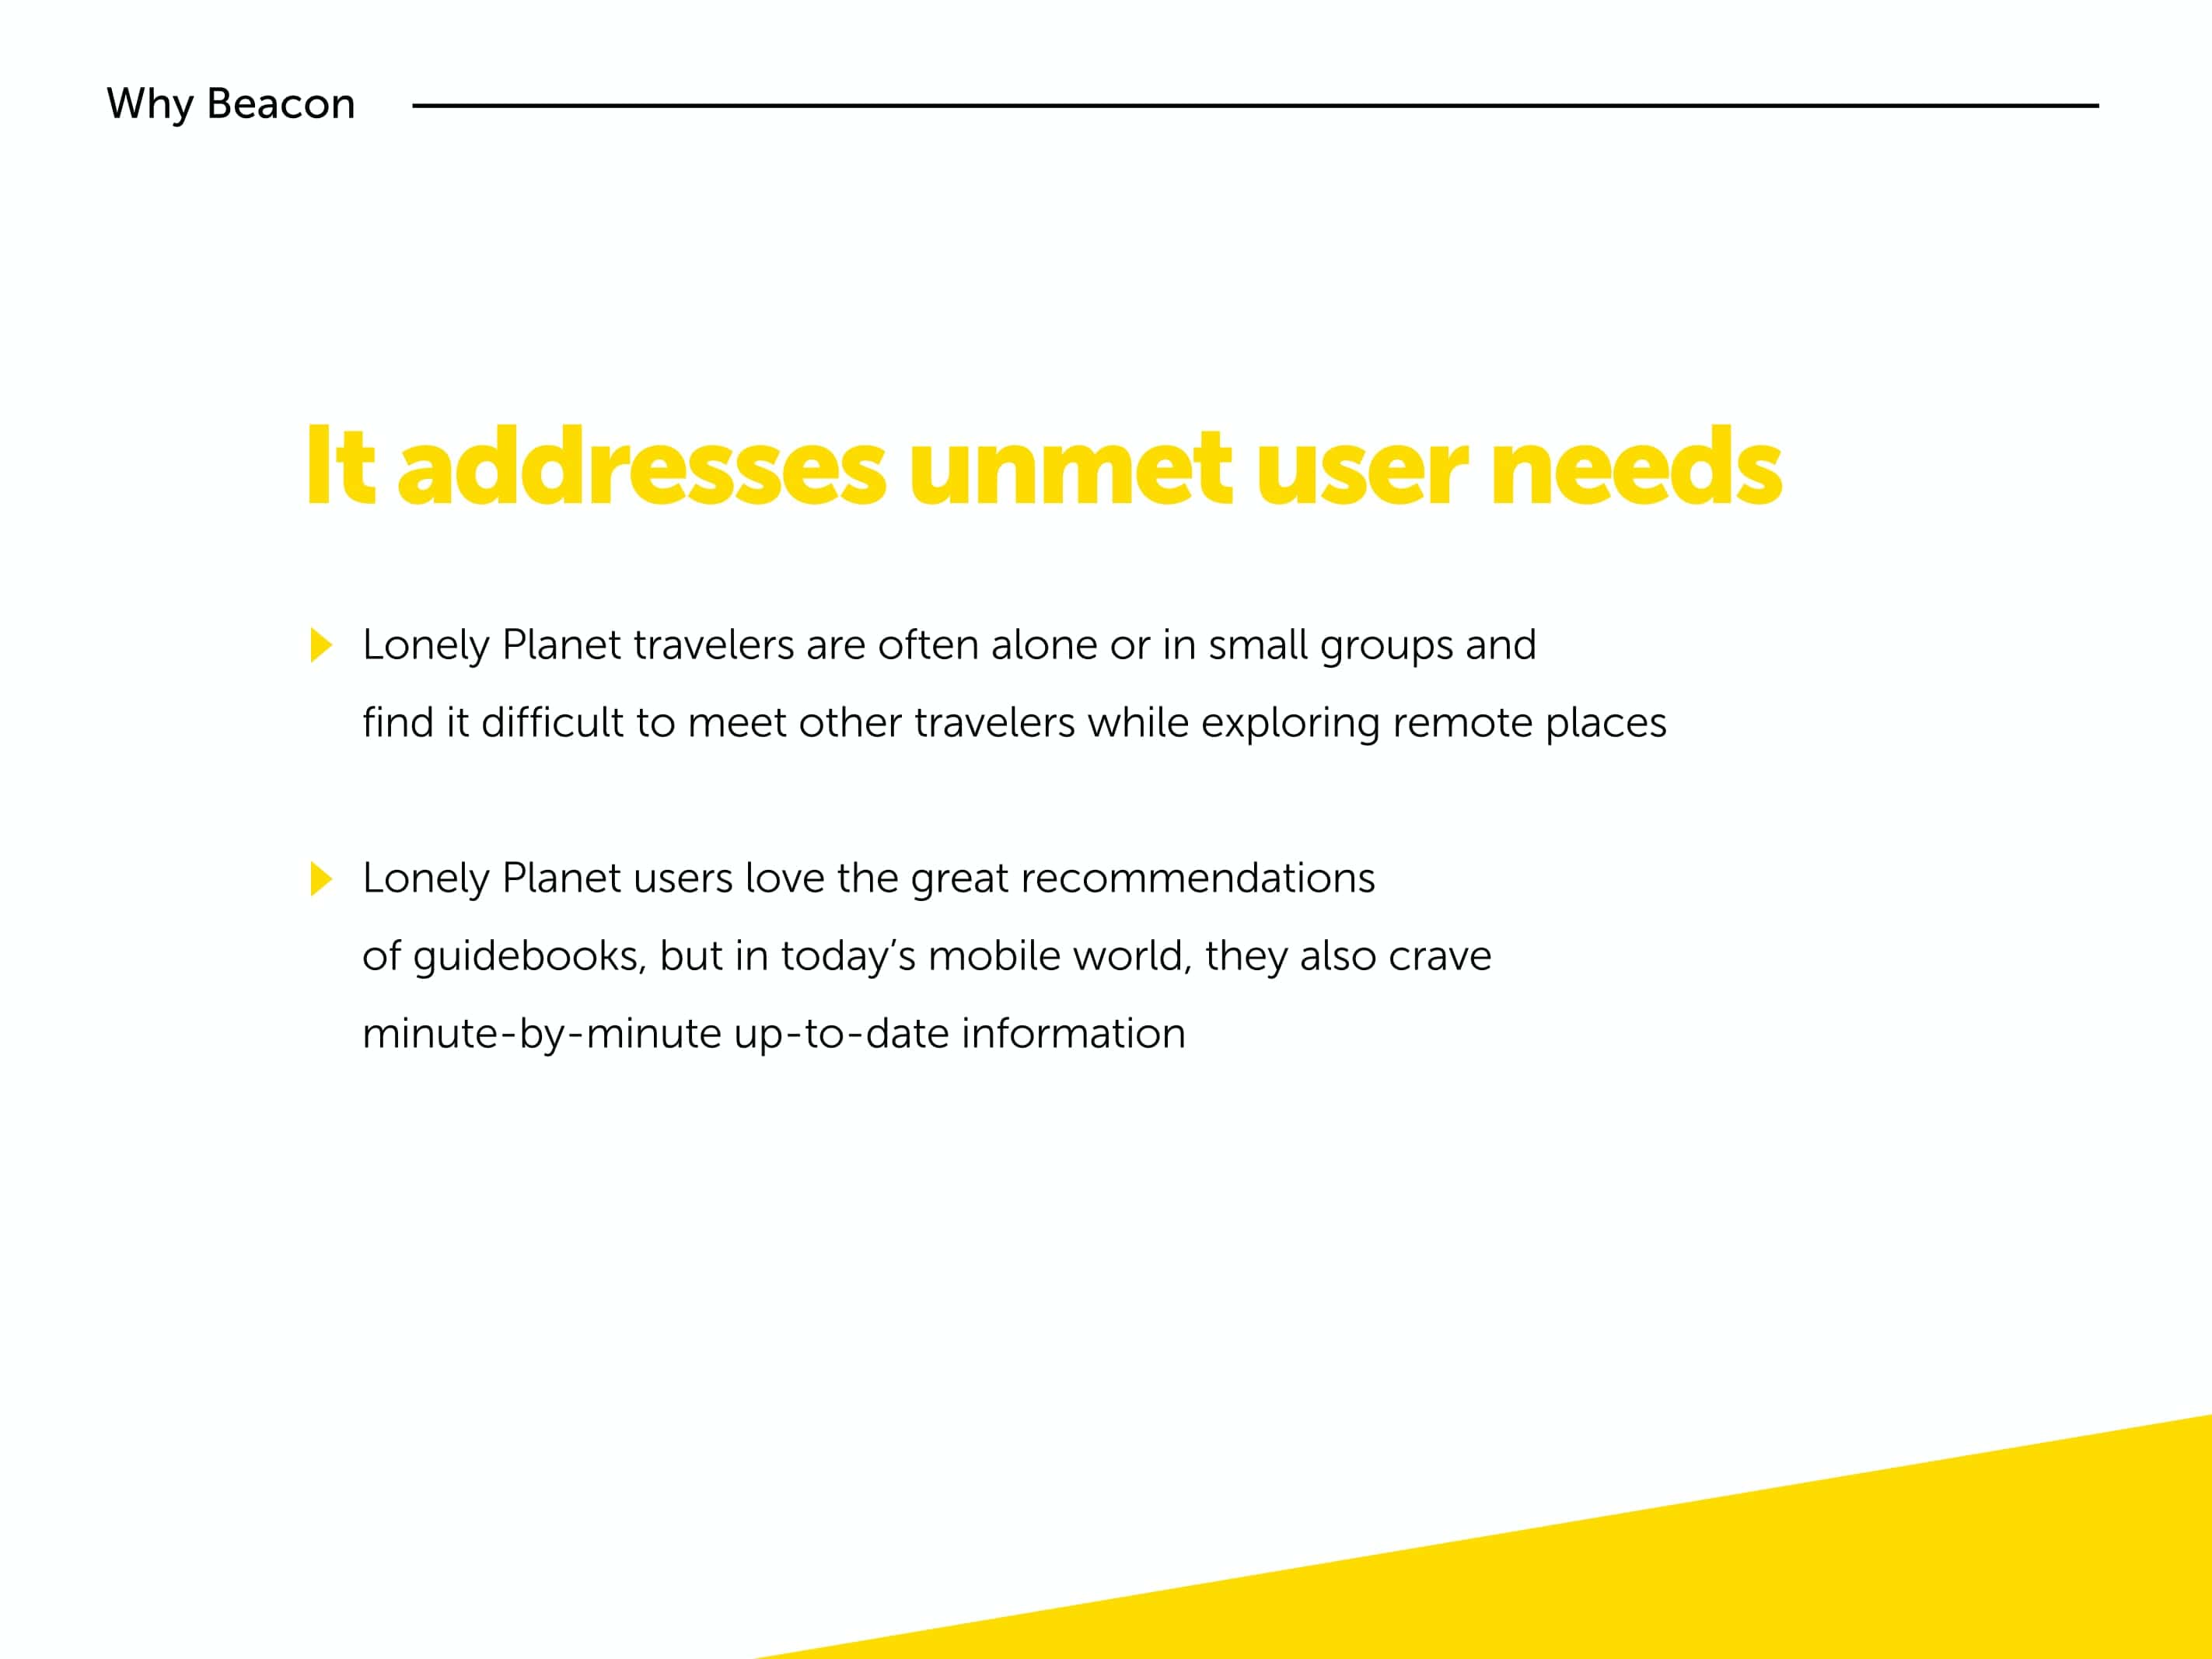 Why Beacon
It addresses unmet user needs
Lonely Planet travelers are often alone or in small groups and
find it difficult to meet other travelers while exploring remote places
Lonely Planet users love the great recommendations
of guidebooks, but in today’s mobile world, they also crave
minute-by-minute up-to-date information